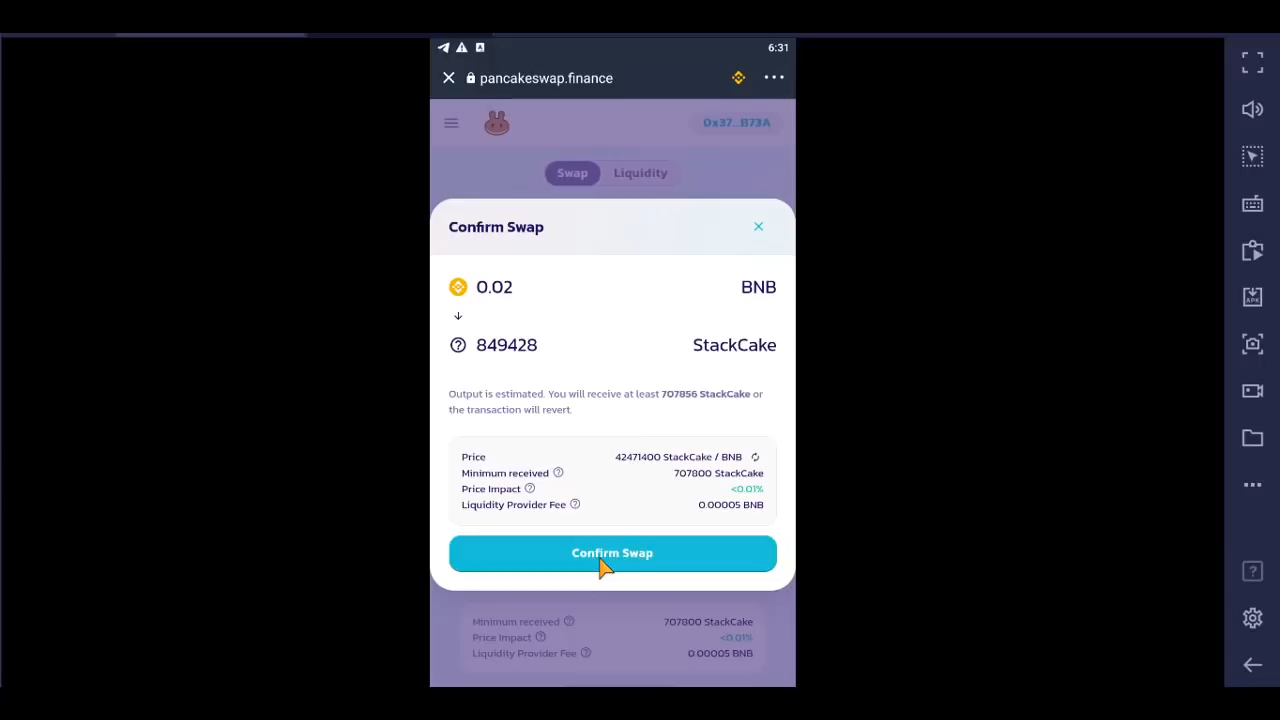 6:31
pancakeswap.finance
0x37...B73A
Swap Liquidity
Confirm Swap
0.02 BNB
849428 StackCake
Output is estimated. You will receive at least 707856 StackCake or
the transaction will revert.
Price 42471400 StackCake / BNB
Minimum received 707800 StackCake
Price Impact <0.01%
Liquidity Provider Fee 0.00005 BNB
Confirm Swap
Minimum received 707800 StackCake
Price Impact <0.01%
Liquidity Provider Fee 0.00005 BNB